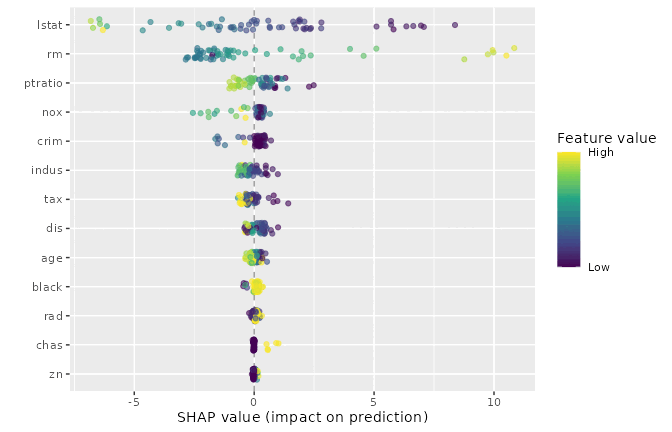 lstat
rm
ptratio
nox
crim
indus
tax
dis
age
black
rad
chas
zn
-5
0
5
10
SHAP value (impact on prediction)
Feature value
High
Low